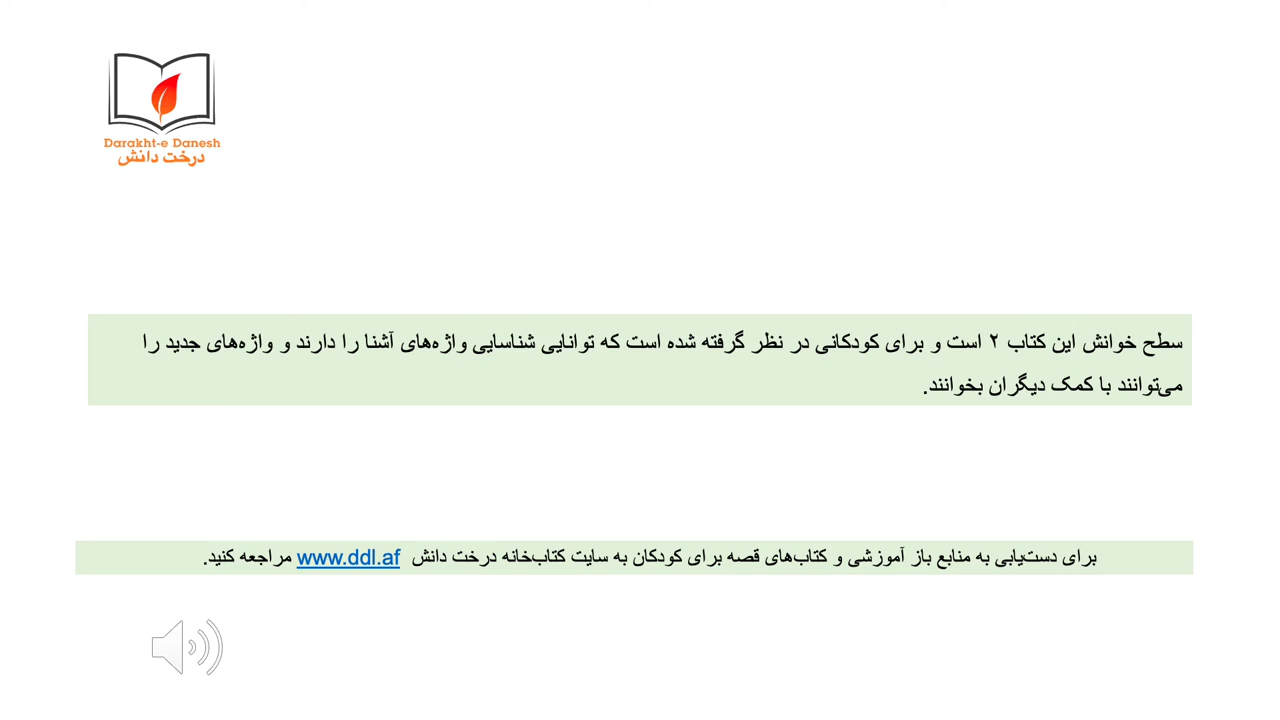 Darakht-e Danesh
درخت دانش
سطح خوانش این کتاب ۲ است و برای کودکانی در نظر گرفته شده است که توانایی شناسایی واژه‌های آشنا را دارند و واژه‌های جدید را
می‌توانند با کمک دیگران بخوانند.
برای دست‌یابی به منابع باز آموزشی و کتاب‌های قصه برای کودکان به سایت کتاب‌خانه درخت دانش www.ddl.af مراجعه کنید.